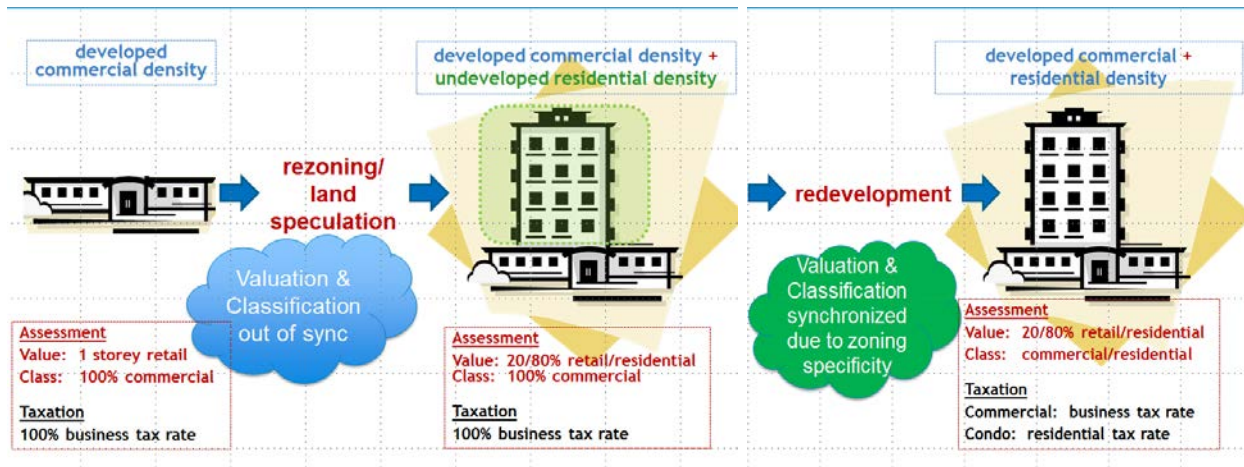 developed
commercial density
rezoning/
land
speculation
Valuation &
Classification
out of sync
Assessment
Value: 1 storey retail
Class: 100% commercial
Taxation
100% business tax rate
developed commercial density +
undeveloped residential density
Assessment
Value: 20/80% retail/residential
Class: 100% commercial
Taxation
100% business tax rate
redevelopment
Valuation &
Classification
synchronized
due to zoning
specificity
developed commercial +
residential density
Assessment
Value: 20/80% retail/residential
Class: commercial/residential
Taxation
Commercial: business tax rate
Condo: residential tax rate